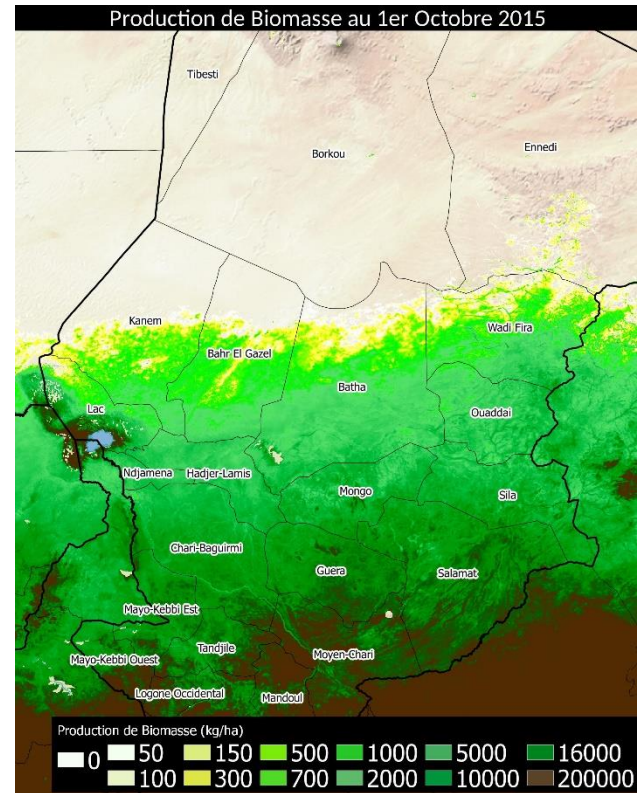 Production de Biomasse au 1er Octobre 2015
Tibesti
Borkou
Ennedi
Kanem
Wadi Fira
Bahr El Gazel
Batha
Lac
Ouaddai
Ndjamena
Hadjer-Lamis
Mongo
Sila
Chari-Baguirmi
Guera
Salamat
Mayo-Kebbi Est
Tandjile
Moyen-Chari
Mayo-Kebbi Ouest
Logone Occidental
Mandoul
Production de Biomasse (kg/ha)
0 50 150 500 1000 5000 16000
100 300 700 2000 10000 200000